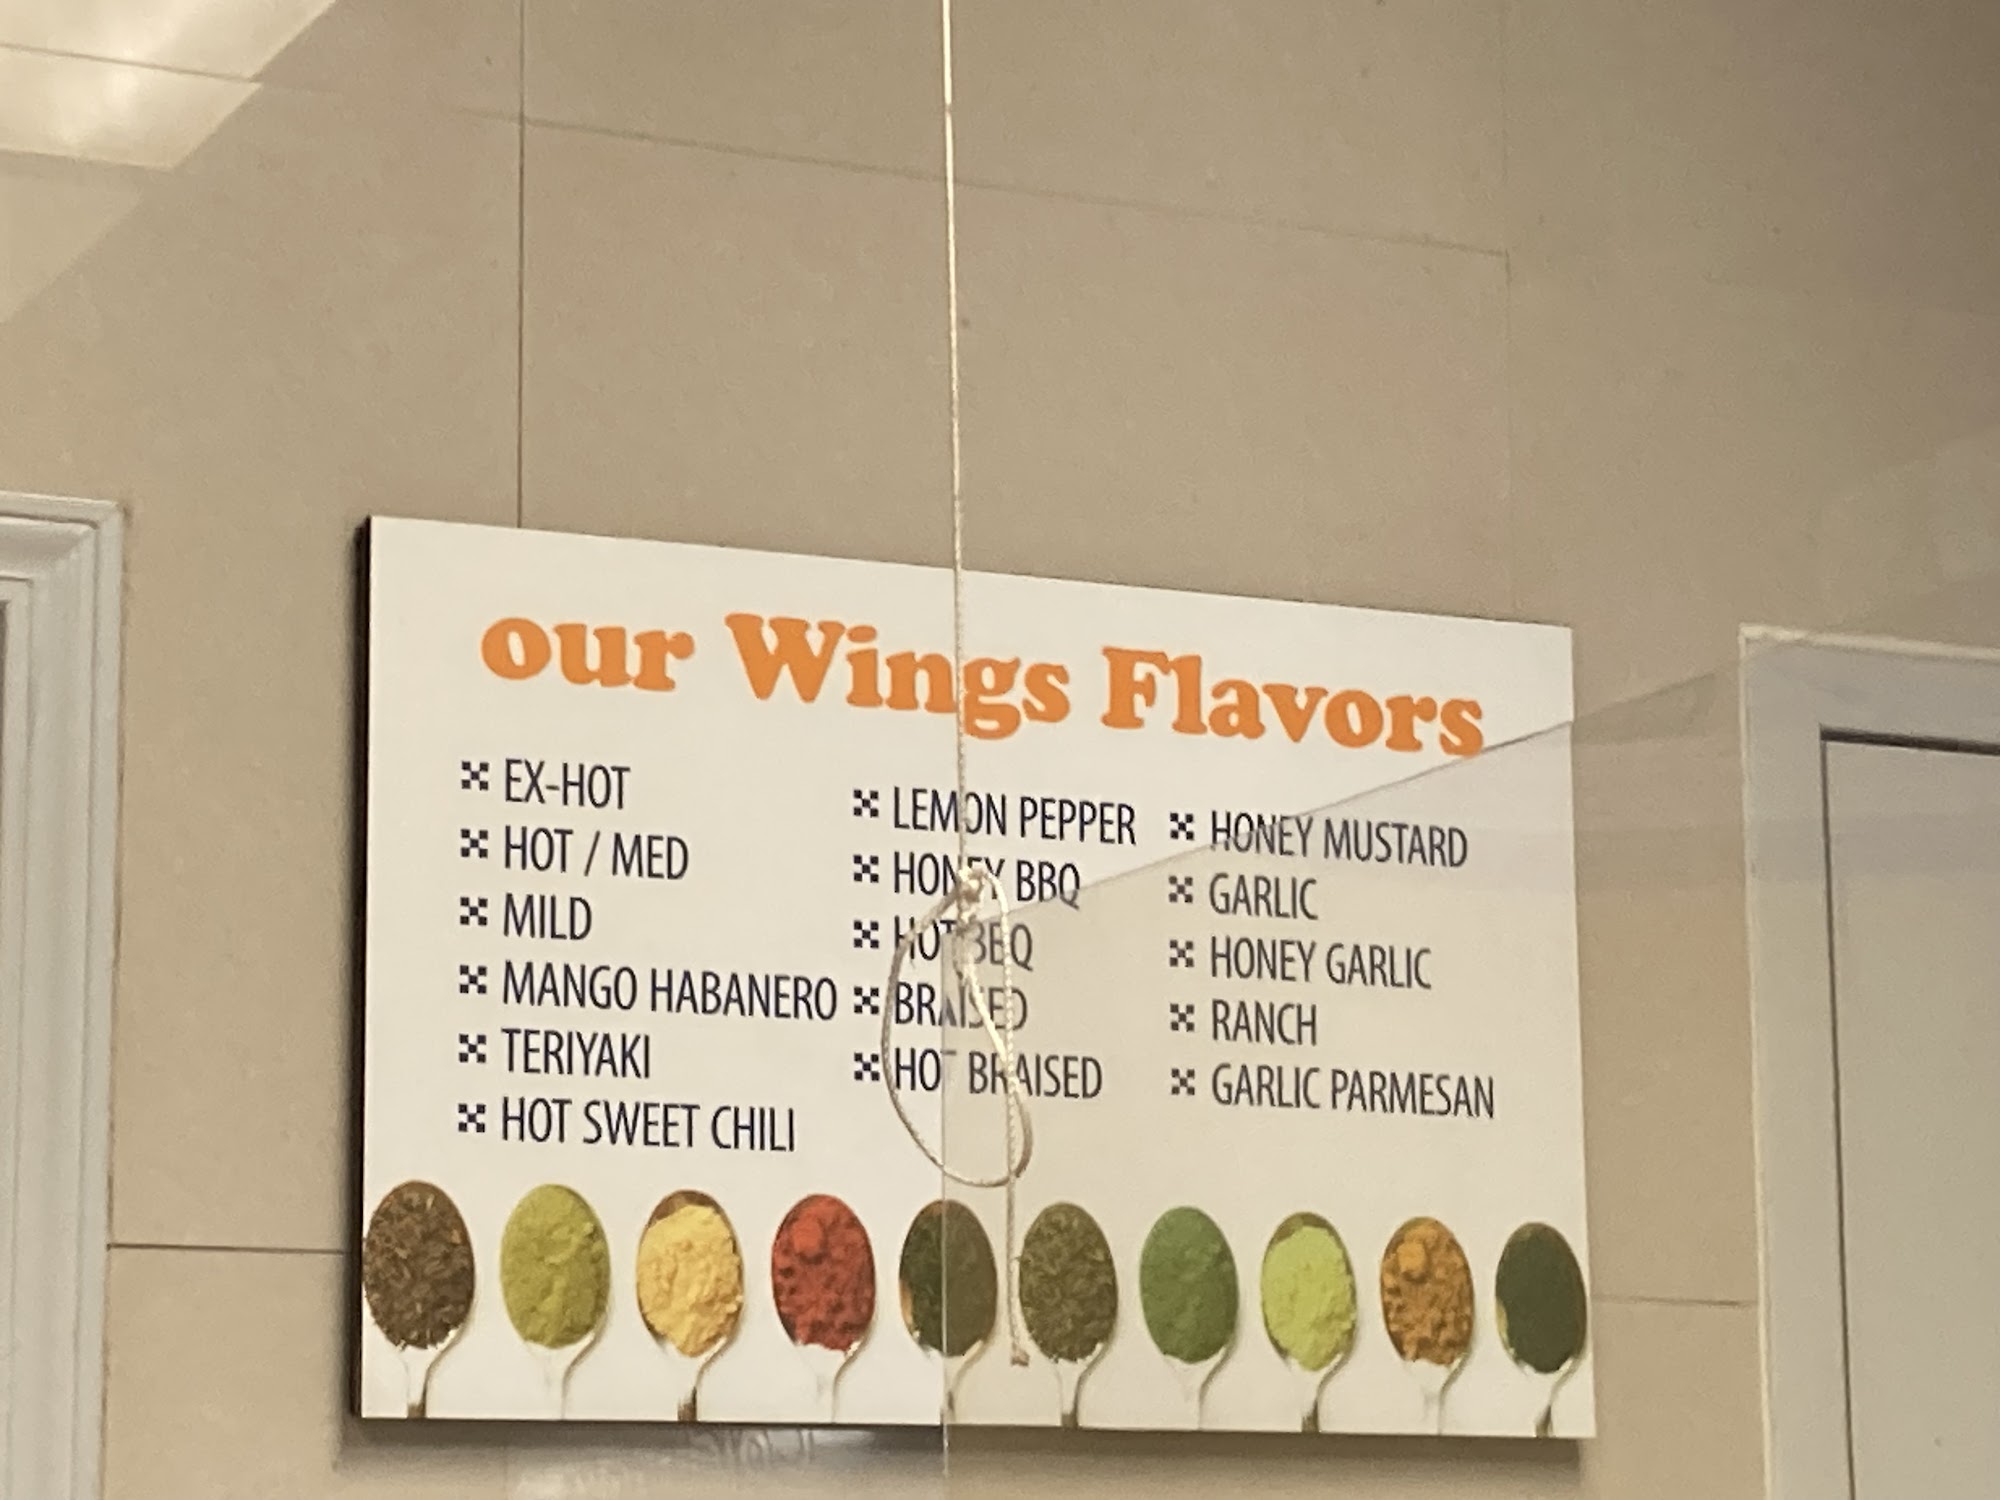 our Wings Flavors
EX-HOT
HOT / MED
MILD
MANGO HABANERO
TERIYAKI
HOT SWEET CHILI
LEMON PEPPER
HONEY BBQ
HOT BBQ
BRAISED
HOT BRAISED
HONEY MUSTARD
GARLIC
HONEY GARLIC
RANCH
GARLIC PARMESAN